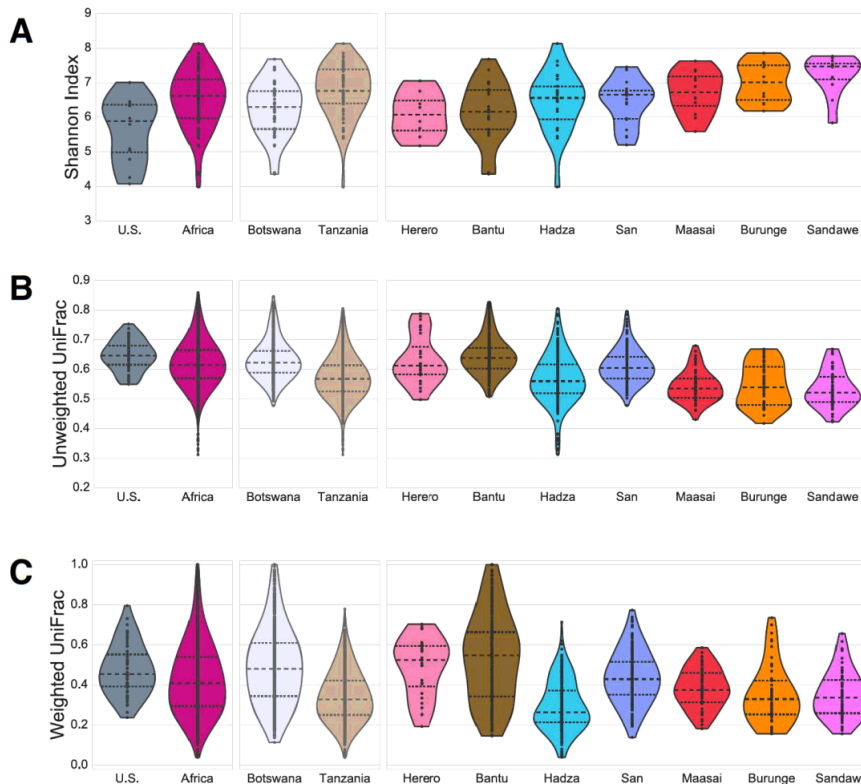 A
Shannon Index
9
8
7
6
5
4
3
U.S. Africa Botswana Tanzania Herero Bantu Hadza San Maasai Burunge Sandawe
B
Unweighted UniFrac
0.9
0.8
0.7
0.6
0.5
0.4
0.3
0.2
U.S. Africa Botswana Tanzania Herero Bantu Hadza San Maasai Burunge Sandawe
C
Weighted UniFrac
1.0
0.8
0.6
0.4
0.2
0.0
U.S. Africa Botswana Tanzania Herero Bantu Hadza San Maasai Burunge Sandawe